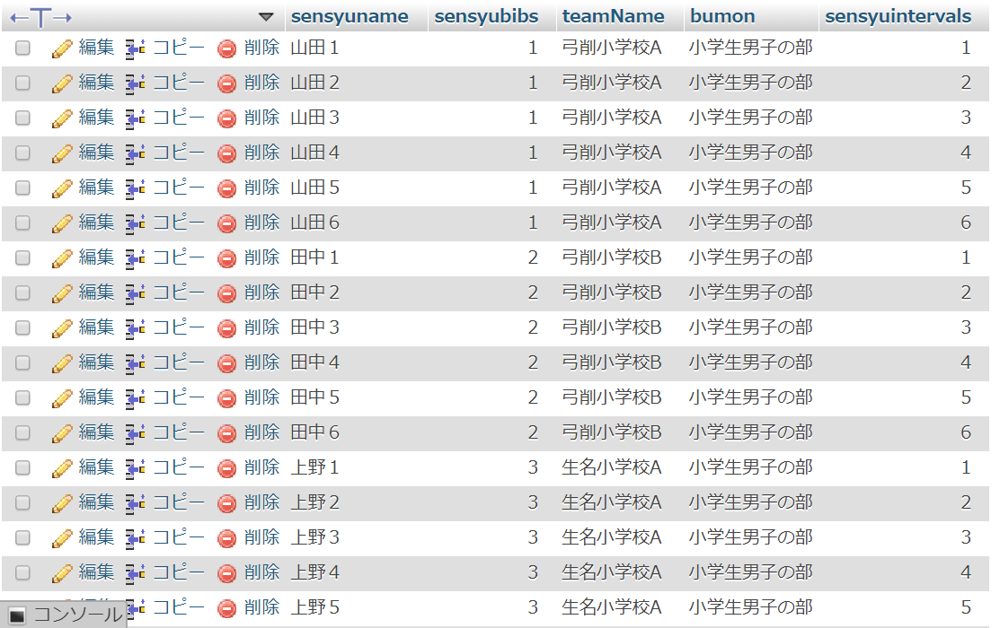 sensyuname sensyubibs teamName bumon sensyuintervals
編集 コピー 削除 山田1 1 弓削小学校A 小学生男子の部 1
編集 コピー 削除 山田2 1 弓削小学校A 小学生男子の部 2
編集 コピー 削除 山田3 1 弓削小学校A 小学生男子の部 3
編集 コピー 削除 山田4 1 弓削小学校A 小学生男子の部 4
編集 コピー 削除 山田5 1 弓削小学校A 小学生男子の部 5
編集 コピー 削除 山田6 1 弓削小学校A 小学生男子の部 6
編集 コピー 削除 田中1 2 弓削小学校B 小学生男子の部 1
編集 コピー 削除 田中2 2 弓削小学校B 小学生男子の部 2
編集 コピー 削除 田中3 2 弓削小学校B 小学生男子の部 3
編集 コピー 削除 田中4 2 弓削小学校B 小学生男子の部 4
編集 コピー 削除 田中5 2 弓削小学校B 小学生男子の部 5
編集 コピー 削除 田中6 2 弓削小学校B 小学生男子の部 6
編集 コピー 削除 上野1 3 生名小学校A 小学生男子の部 1
編集 コピー 削除 上野2 3 生名小学校A 小学生男子の部 2
編集 コピー 削除 上野3 3 生名小学校A 小学生男子の部 3
編集 コピー 削除 上野4 3 生名小学校A 小学生男子の部 4
編集 コピー 削除 上野5 3 生名小学校A 小学生男子の部 5
コンソール